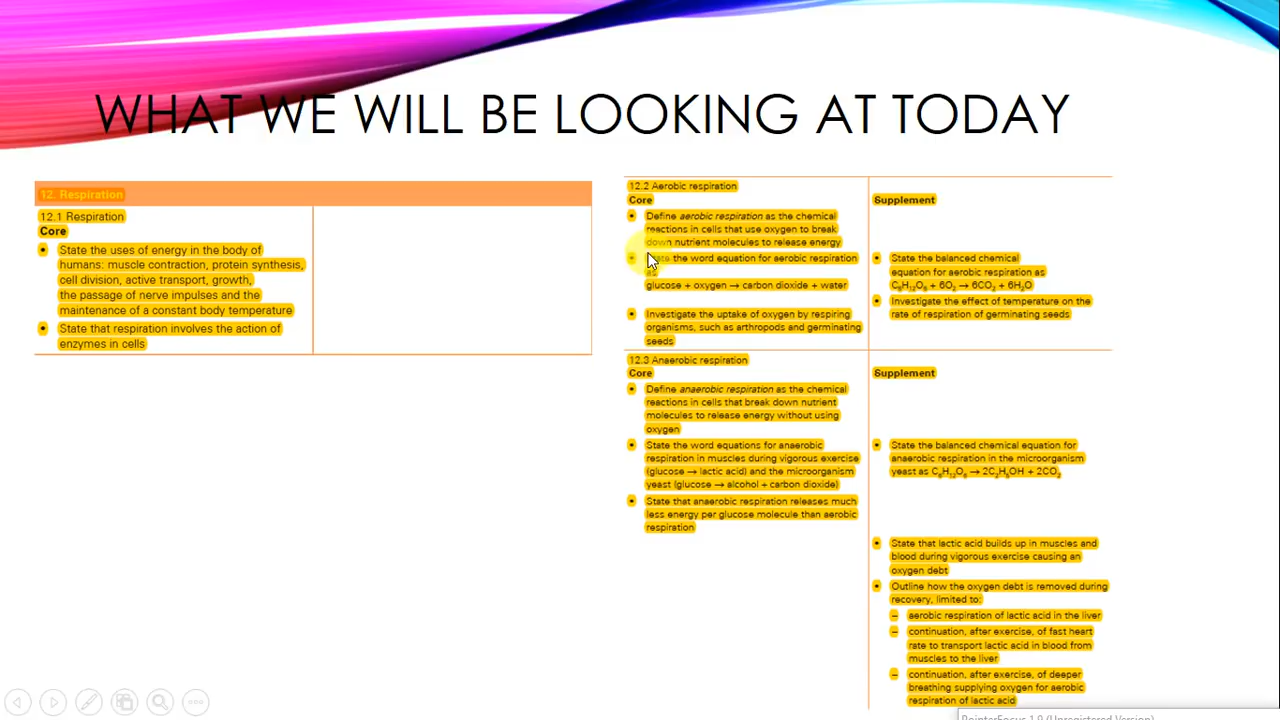 WHAT WE WILL BE LOOKING AT TODAY
12. Respiration
12.1 Respiration
Core
• State the uses of energy in the body of
humans: muscle contraction, protein synthesis,
cell division, active transport, growth,
the passage of nerve impulses and the
maintenance of a constant body temperature
• State that respiration involves the action of
enzymes in cells
12.2 Aerobic respiration
Core
• Define aerobic respiration as the chemical
reactions in cells that use oxygen to break
down nutrient molecules to release energy
• State the word equation for aerobic respiration
as
glucose + oxygen → carbon dioxide + water
• Investigate the uptake of oxygen by respiring
organisms, such as arthropods and germinating
seeds
Supplement
• State the balanced chemical
equation for aerobic respiration as
C₆H₁₂O₆ + 6O₂ → 6CO₂ + 6H₂O
• Investigate the effect of temperature on the
rate of respiration of germinating seeds
12.3 Anaerobic respiration
Core
• Define anaerobic respiration as the chemical
reactions in cells that break down nutrient
molecules to release energy without using
oxygen
• State the word equations for anaerobic
respiration in muscles during vigorous exercise
(glucose → lactic acid) and the microorganism
yeast (glucose → alcohol + carbon dioxide)
• State that anaerobic respiration releases much
less energy per glucose molecule than aerobic
respiration
Supplement
• State the balanced chemical equation for
anaerobic respiration in the microorganism
yeast as C₆H₁₂O₆ → 2C₂H₅OH + 2CO₂
• State that lactic acid builds up in muscles and
blood during vigorous exercise causing an
oxygen debt
• Outline how the oxygen debt is removed during
recovery, limited to:
– aerobic respiration of lactic acid in the liver
– continuation, after exercise, of fast heart
rate to transport lactic acid in blood from
muscles to the liver
– continuation, after exercise, of deeper
breathing supplying oxygen for aerobic
respiration of lactic acid
PointerFocus 1.9 (Unregistered Version)